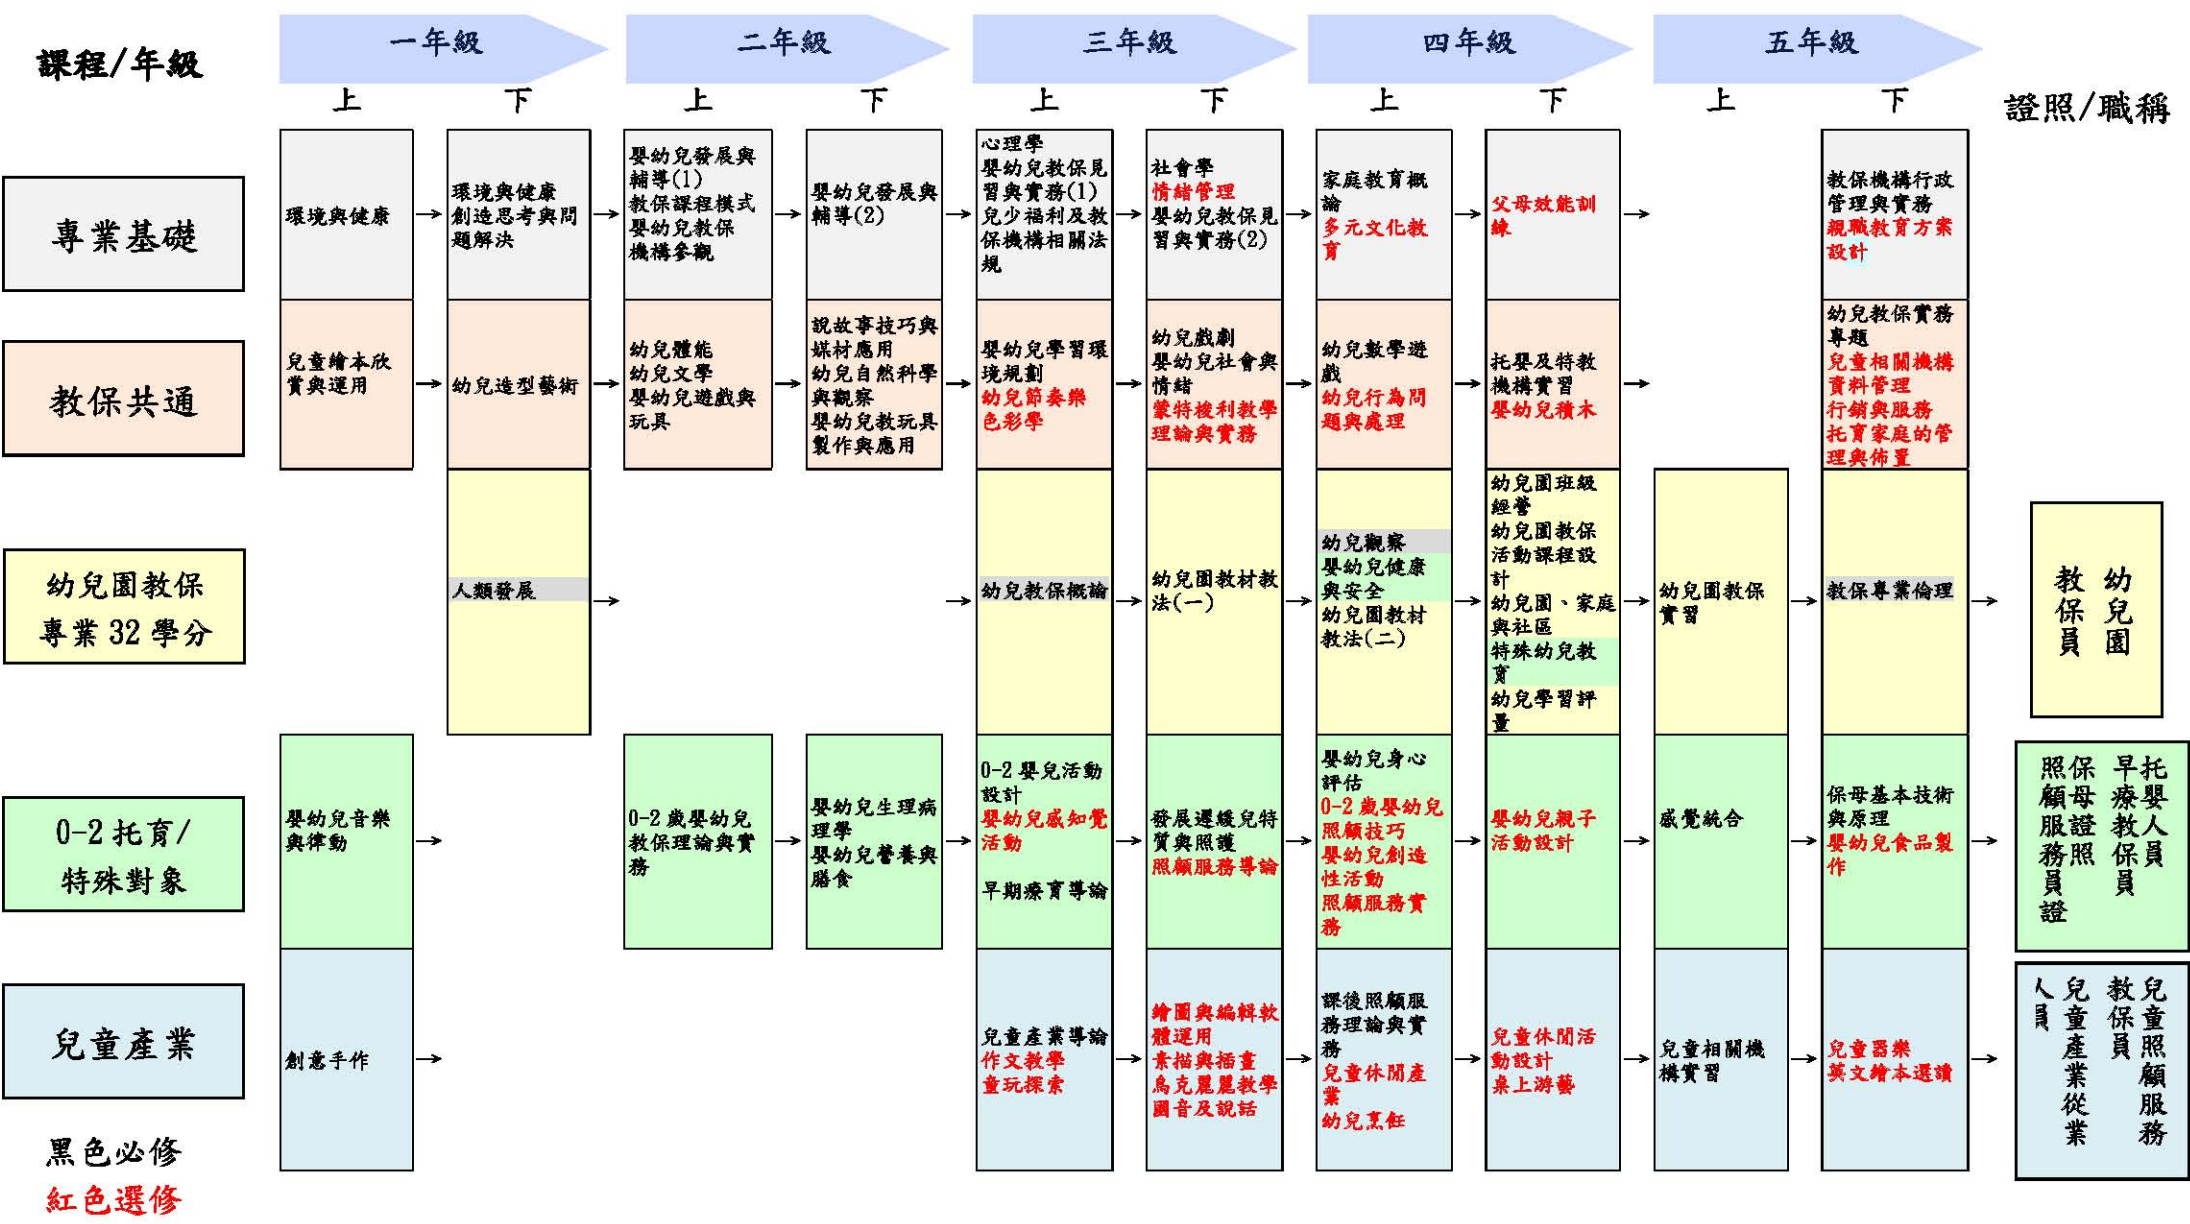 課程/年級
一年級
二年級
三年級
四年級
五年級
上
下
上
下
上
下
上
下
上
下
證照/職稱
專業基礎
環境與健康
環境與健康
創造思考與問
題解決
嬰幼兒發展與
輔導(1)
教保課程模式
嬰幼兒教保
機構參觀
嬰幼兒發展與
輔導(2)
心理學
嬰幼兒教保見
習與實務(1)
兒少福利及教
保機構相關法
規
社會學
情緒管理
嬰幼兒教保見
習與實務(2)
家庭教育概
論
多元文化教
育
父母效能訓
練
教保機構行政
管理與實務
親職教育方案
設計
教保共通
兒童繪本欣
賞與運用
幼兒造型藝術
幼兒體能
幼兒文學
嬰幼兒遊戲與
玩具
說故事技巧與
媒材應用
幼兒自然科學
與觀察
嬰幼兒教玩具
製作與應用
嬰幼兒學習環
境規劃
幼兒節奏樂
色彩學
幼兒戲劇
嬰幼兒社會與
情緒
蒙特梭利教學
理論與實務
幼兒數學遊
戲
幼兒行為問
題與處理
托嬰及特教
機構實習
嬰幼兒積木
幼兒教保實務
專題
兒童相關機構
資料管理
行銷與服務
托育家庭的管
理與佈置
幼兒園教保
專業 32 學分
人類發展
幼兒教保概論
幼兒園教材教
法(一)
幼兒觀察
嬰幼兒健康
與安全
幼兒園教材
教法(二)
幼兒園班級
經營
幼兒園教保
活動課程設
計
幼兒園、家庭
與社區
特殊幼兒教
育
幼兒學習評
量
幼兒園教保
實習
教保專業倫理
幼兒園
教保員
0-2 托育/
特殊對象
嬰幼兒音樂
與律動
0-2 歲嬰幼兒
教保理論與實
務
嬰幼兒生理病
理學
嬰幼兒營養與
膳食
0-2 嬰兒活動
設計
嬰幼兒感知覺
活動
早期療育導論
發展遲緩兒特
質與照護
照顧服務導論
嬰幼兒身心
評估
0-2 歲嬰幼兒
照顧技巧
嬰幼兒創造
性活動
照顧服務實
務
嬰幼兒親子
活動設計
感覺統合
保母基本技術
與原理
嬰幼兒食品製
作
托嬰人員
早療教保員
保母證照
照顧服務員證
兒童產業
創意手作
兒童產業導論
作文教學
童玩探索
繪圖與編輯軟
體運用
素描與插畫
烏克麗麗教學
國音及說話
課後照顧服
務理論與實
務
兒童休閒產
業
幼兒烹飪
兒童休閒活
動設計
桌上游藝
兒童相關機
構實習
兒童器樂
英文繪本選讀
兒童照顧服務
教保員
兒童產業從業
人員
黑色必修
紅色選修